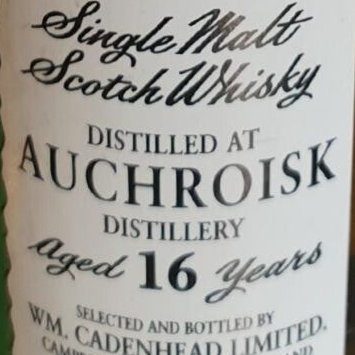 Single Malt
Scotch Whisky
DISTILLED AT
AUCHROISK
DISTILLERY
Aged 16 Years
SELECTED AND BOTTLED BY
WM. CADENHEAD LIMITED.